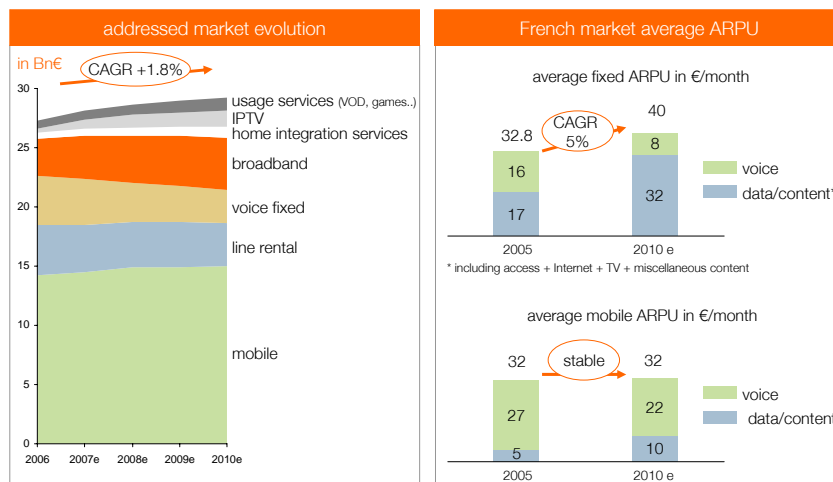 addressed market evolution
in Bn€
CAGR +1.8%
30
25
20
15
10
5
0
usage services (VOD, games..)
IPTV
home integration services
broadband
voice fixed
line rental
mobile
2006 2007e 2008e 2009e 2010e
French market average ARPU
average fixed ARPU in €/month
32.8
CAGR
5%
40
16
17
8
32
voice
data/content*
2005 2010 e
* including access + Internet + TV + miscellaneous content
average mobile ARPU in €/month
32
stable
32
27
5
22
10
voice
data/content
2005 2010 e